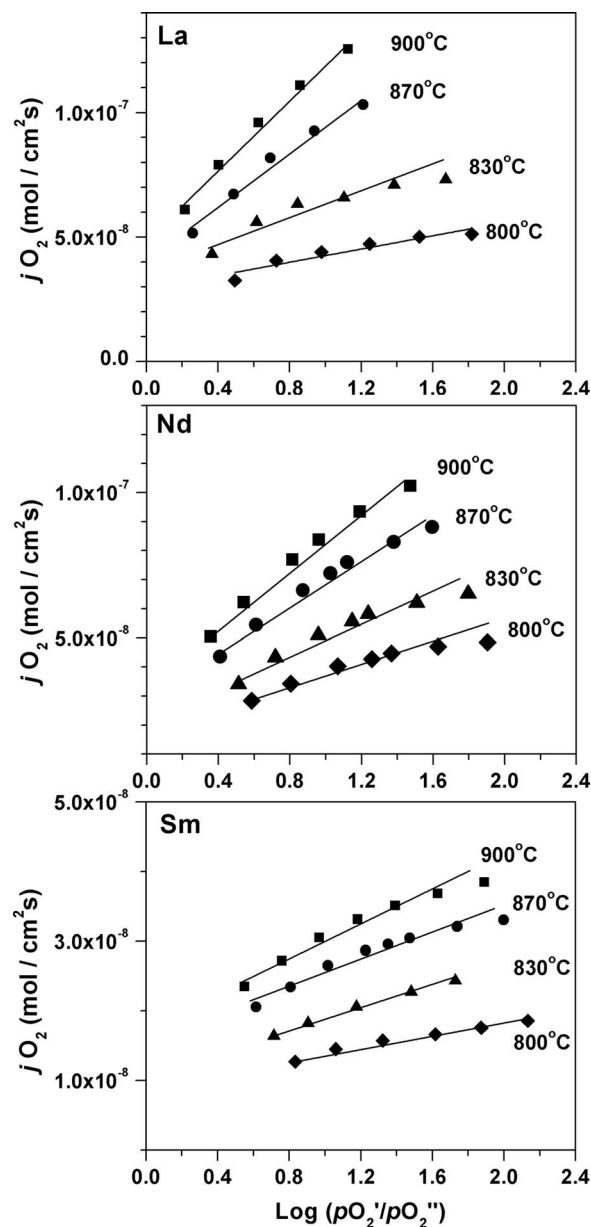 La
900°C
870°C
830°C
800°C
1.0x10⁻⁷
5.0x10⁻⁸
0.0
j O₂ (mol / cm²s)
0.0 0.4 0.8 1.2 1.6 2.0 2.4
Nd
900°C
870°C
830°C
800°C
1.0x10⁻⁷
5.0x10⁻⁸
j O₂ (mol / cm²s)
0.0 0.4 0.8 1.2 1.6 2.0 2.4
Sm
900°C
870°C
830°C
800°C
5.0x10⁻⁸
3.0x10⁻⁸
1.0x10⁻⁸
j O₂ (mol / cm²s)
0.0 0.4 0.8 1.2 1.6 2.0 2.4
Log (pO₂'/pO₂'')